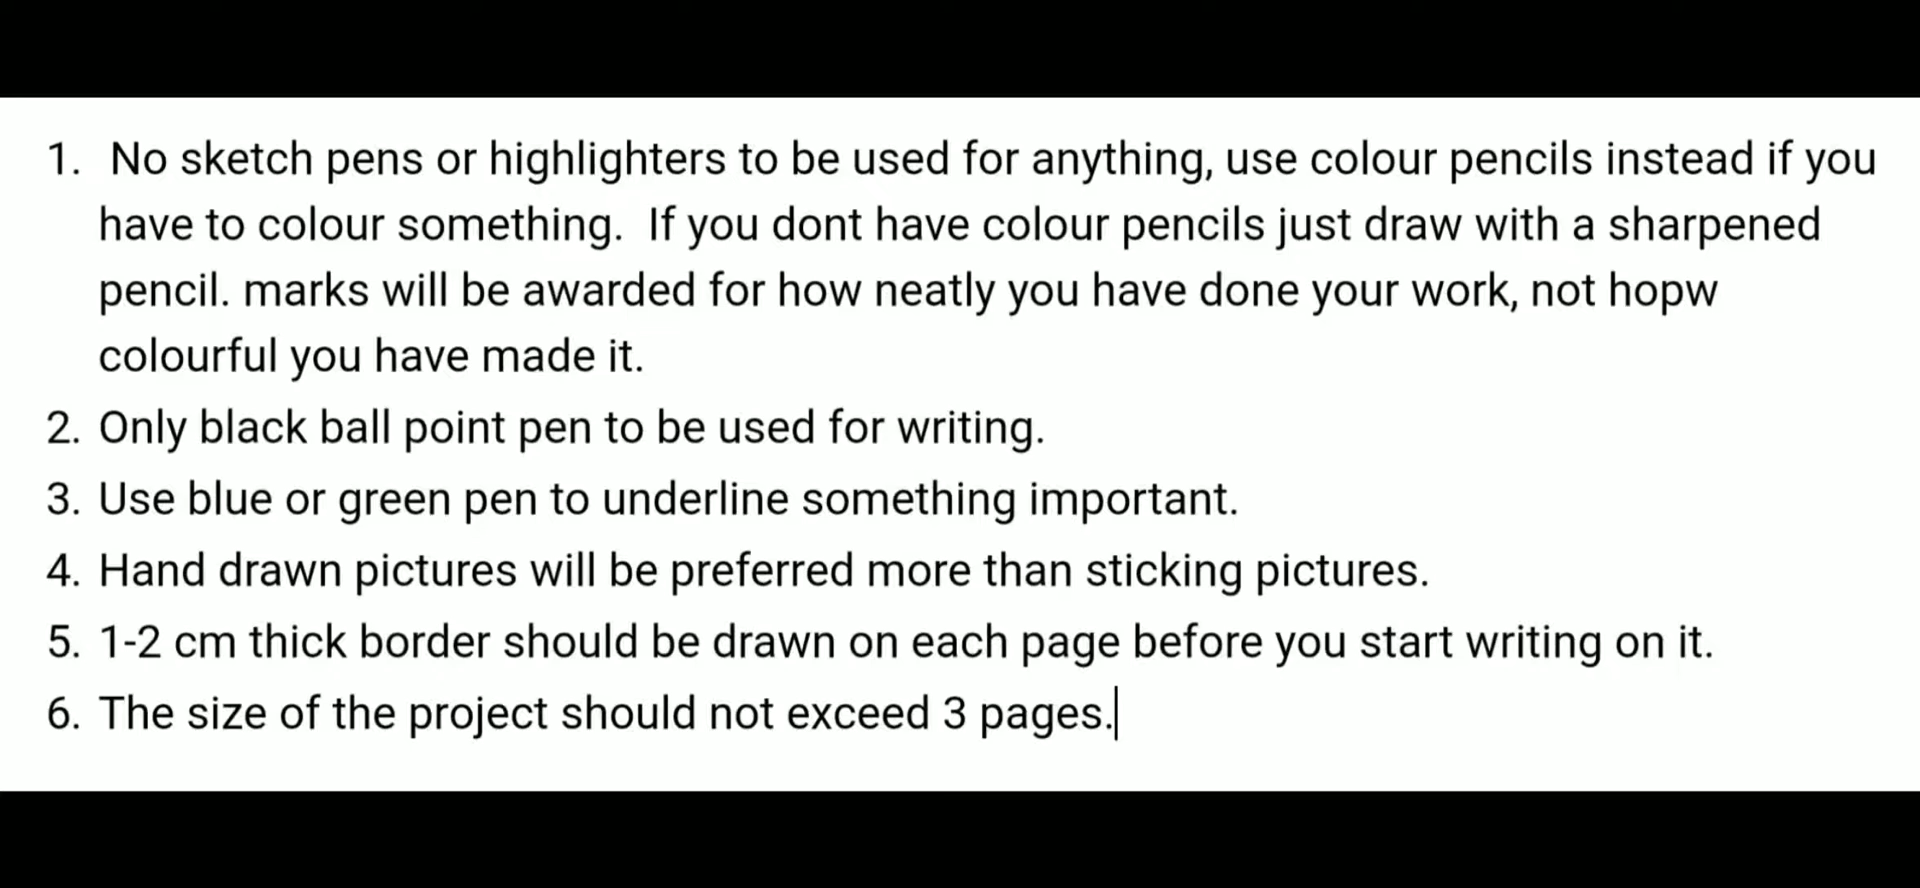 1. No sketch pens or highlighters to be used for anything, use colour pencils instead if you
have to colour something. If you dont have colour pencils just draw with a sharpened
pencil. marks will be awarded for how neatly you have done your work, not hopw
colourful you have made it.
2. Only black ball point pen to be used for writing.
3. Use blue or green pen to underline something important.
4. Hand drawn pictures will be preferred more than sticking pictures.
5. 1-2 cm thick border should be drawn on each page before you start writing on it.
6. The size of the project should not exceed 3 pages.